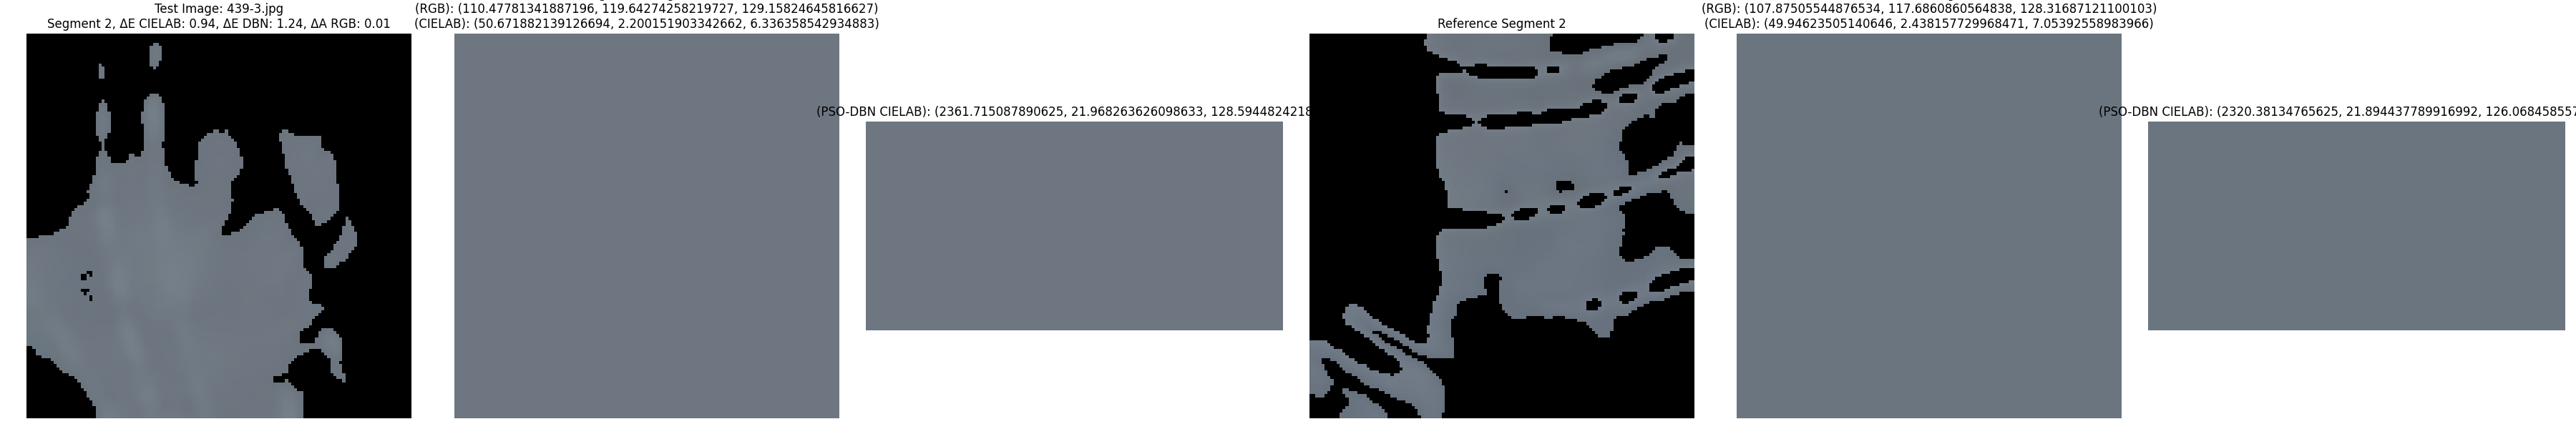 Test Image: 439-3.jpg
Segment 2, ΔE CIELAB: 0.94, ΔE DBN: 1.24, ΔA RGB: 0.01
(RGB): (110.47781341887196, 119.64274258219727, 129.15824645816627)
(CIELAB): (50.671882139126694, 2.200151903342662, 6.336358542934883)
(PSO-DBN CIELAB): (2361.715087890625, 21.968263626098633, 128.5944824218
Reference Segment 2
(RGB): (107.87505544876534, 117.6860860564838, 128.31687121100103)
(CIELAB): (49.94623505140646, 2.438157729968471, 7.05392558983966)
(PSO-DBN CIELAB): (2320.38134765625, 21.894437789916992, 126.068458557